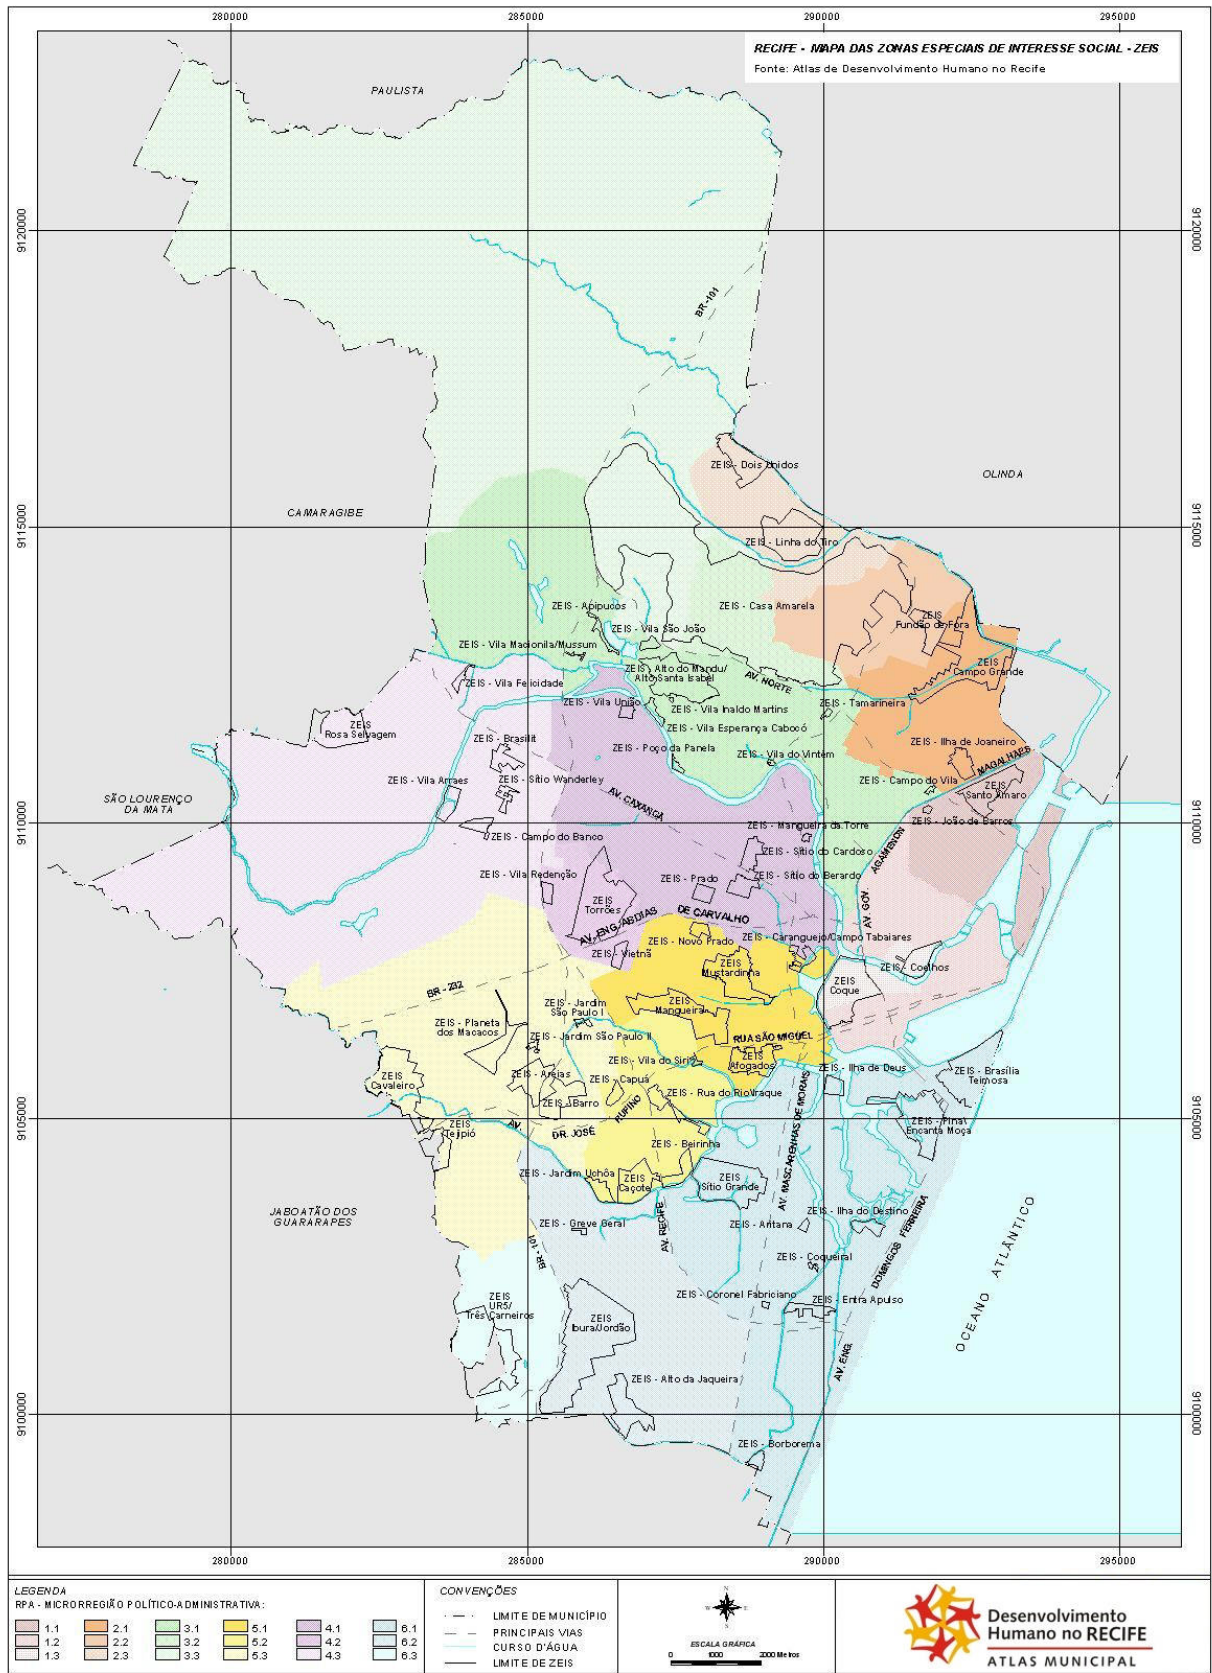 280000
285000
290000
295000
RECIFE - MAPA DAS ZONAS ESPECIAIS DE INTERESSE SOCIAL - ZEIS
Fonte: Atlas de Desenvolvimento Humano no Recife
PAULISTA
9120000
9120000
BR-101
ZEIS - Dois Unidos
OLINDA
CAMARAGIBE
9115000
9115000
ZEIS - Linha do Tiro
ZEIS - Apipucos
ZEIS - Casa Amarela
ZEIS
Fundão de Fora
ZEIS - Vila São João
ZEIS - Vila Macionila/Mussum
ZEIS
Campo Grande
ZEIS - Alto do Mandu/
Alto Santa Isabel
ZEIS - Vila Felicidade
AV. NORTE
ZEIS - Vila União
ZEIS - Tamarineira
ZEIS - Vila Inaldo Martins
ZEIS
Rosa Selvagem
ZEIS - Vila Esperança Cabocó
ZEIS - Brasilit
ZEIS - Poço da Panela
ZEIS - Vila do Vintém
ZEIS - Ilha de Joaneiro
MAGALHÃES
ZEIS - Vila Arraes
ZEIS - Sítio Wanderley
ZEIS - Campo do Vila
ZEIS
Santo Amaro
SÃO LOURENÇO
DA MATA
AV. CAXANGÁ
9110000
9110000
ZEIS - Campo do Banco
ZEIS - Mangueira da Torre
ZEIS - João de Barros
AGAMENON
ZEIS - Sítio do Cardoso
ZEIS - Vila Redenção
ZEIS - Prado
ZEIS - Sítio do Berardo
ZEIS
Torrões
AV. GOV.
AV. ENG. ABDIAS
DE CARVALHO
ZEIS - Novo Prado
ZEIS - Caranguejo/Campo Tabaiares
ZEIS - Vietnã
ZEIS
Mustardinha
ZEIS - Coelhos
ZEIS
Coque
BR-232
ZEIS - Jardim
São Paulo I
ZEIS
Mangueira
ZEIS - Planeta
dos Macacos
ZEIS - Jardim São Paulo II
RUA SÃO MIGUEL
ZEIS - Vila do Siri
ZEIS
Afogados
ZEIS - Ilha de Deus
ZEIS - Brasília
Teimosa
ZEIS
Cavaleiro
ZEIS - Areias
ZEIS - Capuá
ZEIS - Rua do Rio/Iraque
ZEIS - Barro
RUFINO
9105000
9105000
ZEIS
Tejipió
AV.
DR. JOSÉ
ZEIS - Pina/
Encanta Moça
ZEIS - Beirinha
AV. MASCARENHAS DE MORAIS
ZEIS - Jardim Uchôa
ZEIS
Caçote
ZEIS
Sítio Grande
JABOATÃO DOS
GUARARAPES
ZEIS - Greve Geral
AV. RECIFE
ZEIS - Aritana
ZEIS - Ilha do Destino
DOMINGOS FERREIRA
BR-101
ZEIS - Coqueiral
OCEANO ATLÂNTICO
ZEIS
UR5/
Três Carneiros
ZEIS
Ibura/Jordão
ZEIS - Coronel Fabriciano
ZEIS - Entra Apulso
AV. ENG.
ZEIS - Alto da Jaqueira
9100000
9100000
ZEIS - Borborema
280000
285000
290000
295000
LEGENDA
RPA - MICRORREGIÃO POLÍTICO-ADMINISTRATIVA:
1.1 2.1 3.1 5.1 4.1 6.1
1.2 2.2 3.2 5.2 4.2 6.2
1.3 2.3 3.3 5.3 4.3 6.3
CONVENÇÕES
LIMITE DE MUNICÍPIO
PRINCIPAIS VIAS
CURSO D'ÁGUA
LIMITE DE ZEIS
N
W E
S
ESCALA GRÁFICA
0 1000 2000 Metros
Desenvolvimento
Humano no RECIFE
ATLAS MUNICIPAL